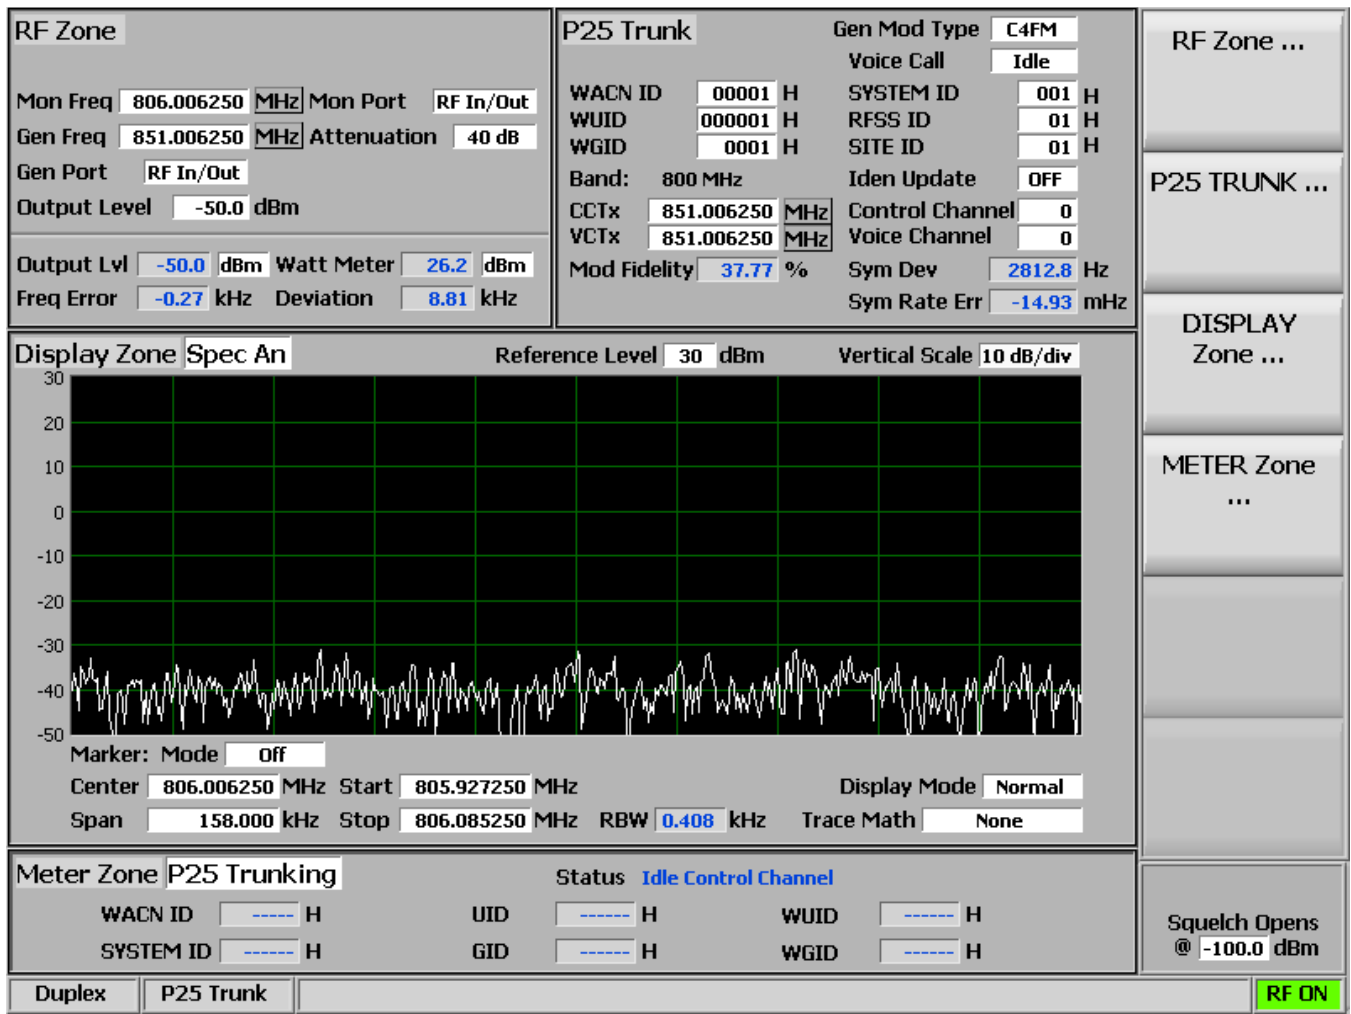 RF Zone
Mon Freq 806.006250 MHz Mon Port RF In/Out
Gen Freq 851.006250 MHz Attenuation 40 dB
Gen Port RF In/Out
Output Level -50.0 dBm
Output Lvl -50.0 dBm Watt Meter 26.2 dBm
Freq Error -0.27 kHz Deviation 8.81 kHz
P25 Trunk Gen Mod Type C4FM
Voice Call Idle
WACN ID 00001 H SYSTEM ID 001 H
WUID 000001 H RFSS ID 01 H
WGID 0001 H SITE ID 01 H
Band: 800 MHz Iden Update OFF
CCTx 851.006250 MHz Control Channel 0
VCTx 851.006250 MHz Voice Channel 0
Mod Fidelity 37.77 % Sym Dev 2812.8 Hz
Sym Rate Err -14.93 mHz
Display Zone Spec An Reference Level 30 dBm Vertical Scale 10 dB/div
30
20
10
0
-10
-20
-30
-40
-50
Marker: Mode Off
Center 806.006250 MHz Start 805.927250 MHz Display Mode Normal
Span 158.000 kHz Stop 806.085250 MHz RBW 0.408 kHz Trace Math None
Meter Zone P25 Trunking Status Idle Control Channel
WACN ID ----- H UID ------ H WUID ------ H
SYSTEM ID ------ H GID ------ H WGID ------ H
Duplex P25 Trunk RF ON
RF Zone ...
P25 TRUNK ...
DISPLAY
Zone ...
METER Zone
...
Squelch Opens
@ -100.0 dBm